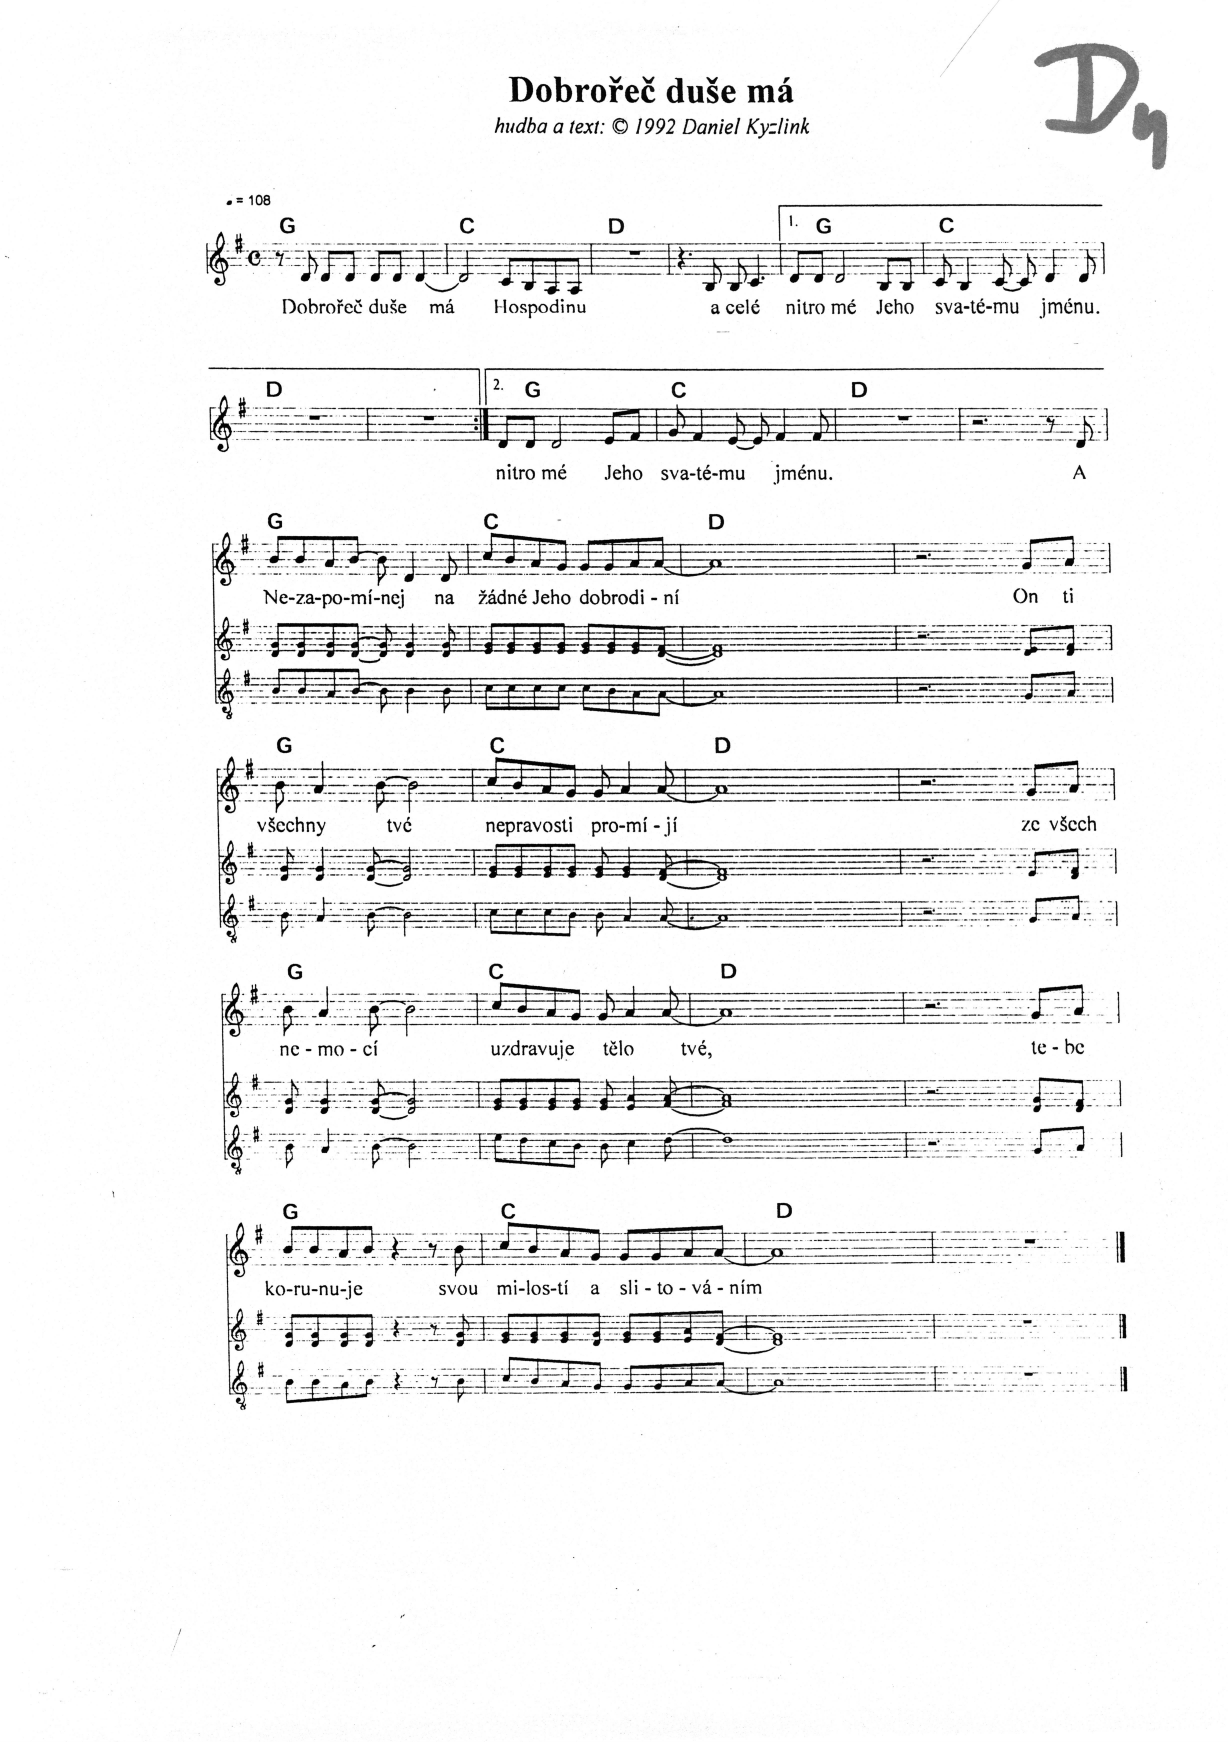 Dobrořeč duše má
hudba a text: © 1992 Daniel Kyzlink
= 108
G C D 1. G C
Dobrořeč duše má Hospodinu a celé nitro mé Jeho sva-té-mu jménu.
D 2. G C D
nitro mé Jeho sva-té-mu jménu. A
G C D
Ne-za-po-mí-nej na žádné Jeho dobrodi - ní On ti
G C D
všechny tvé nepravosti pro-mí - jí ze všech
G C D
ne - mo - cí uzdravuje tělo tvé, te - be
G C D
ko-ru-nu-je svou mi-los-tí a sli - to - vá - ním